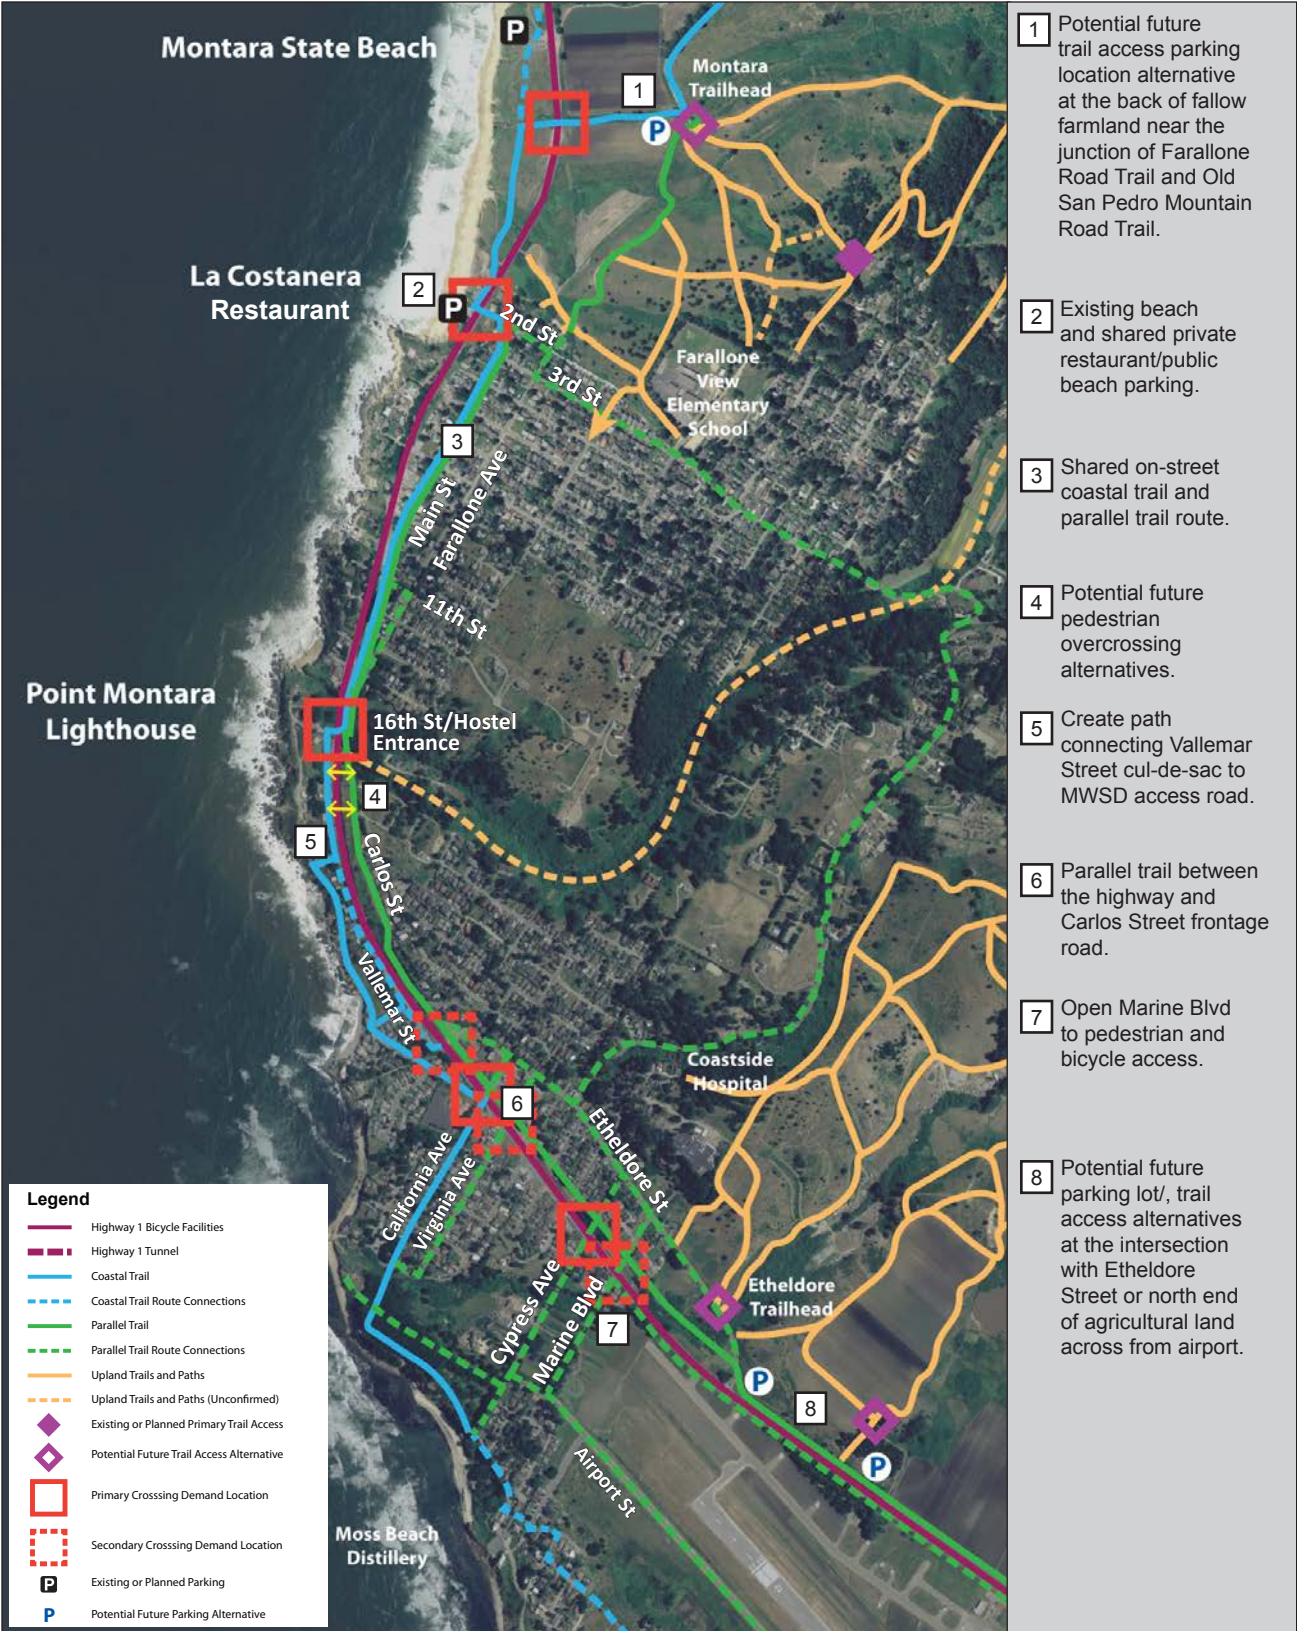 Montara State Beach
P
1
Montara
Trailhead
P
La Costanera
Restaurant
2
P
2nd St
3rd St
Farallone
View
Elementary
School
3
Main St
Farallone Ave
11th St
Point Montara
Lighthouse
16th St/Hostel
Entrance
4
5
Carlos St
Vallemar St
Coastside
Hospital
6
Etheldore St
California Ave
Virginia Ave
Cypress Ave
Marine Blvd
7
Etheldore
Trailhead
P
8
P
Airport St
Moss Beach
Distillery
Legend
Highway 1 Bicycle Facilities
Highway 1 Tunnel
Coastal Trail
Coastal Trail Route Connections
Parallel Trail
Parallel Trail Route Connections
Upland Trails and Paths
Upland Trails and Paths (Unconfirmed)
Existing or Planned Primary Trail Access
Potential Future Trail Access Alternative
Primary Crosssing Demand Location
Secondary Crosssing Demand Location
P Existing or Planned Parking
P Potential Future Parking Alternative
1 Potential future
trail access parking
location alternative
at the back of fallow
farmland near the
junction of Farallone
Road Trail and Old
San Pedro Mountain
Road Trail.
2 Existing beach
and shared private
restaurant/public
beach parking.
3 Shared on-street
coastal trail and
parallel trail route.
4 Potential future
pedestrian
overcrossing
alternatives.
5 Create path
connecting Vallemar
Street cul-de-sac to
MWSD access road.
6 Parallel trail between
the highway and
Carlos Street frontage
road.
7 Open Marine Blvd
to pedestrian and
bicycle access.
8 Potential future
parking lot/, trail
access alternatives
at the intersection
with Etheldore
Street or north end
of agricultural land
across from airport.